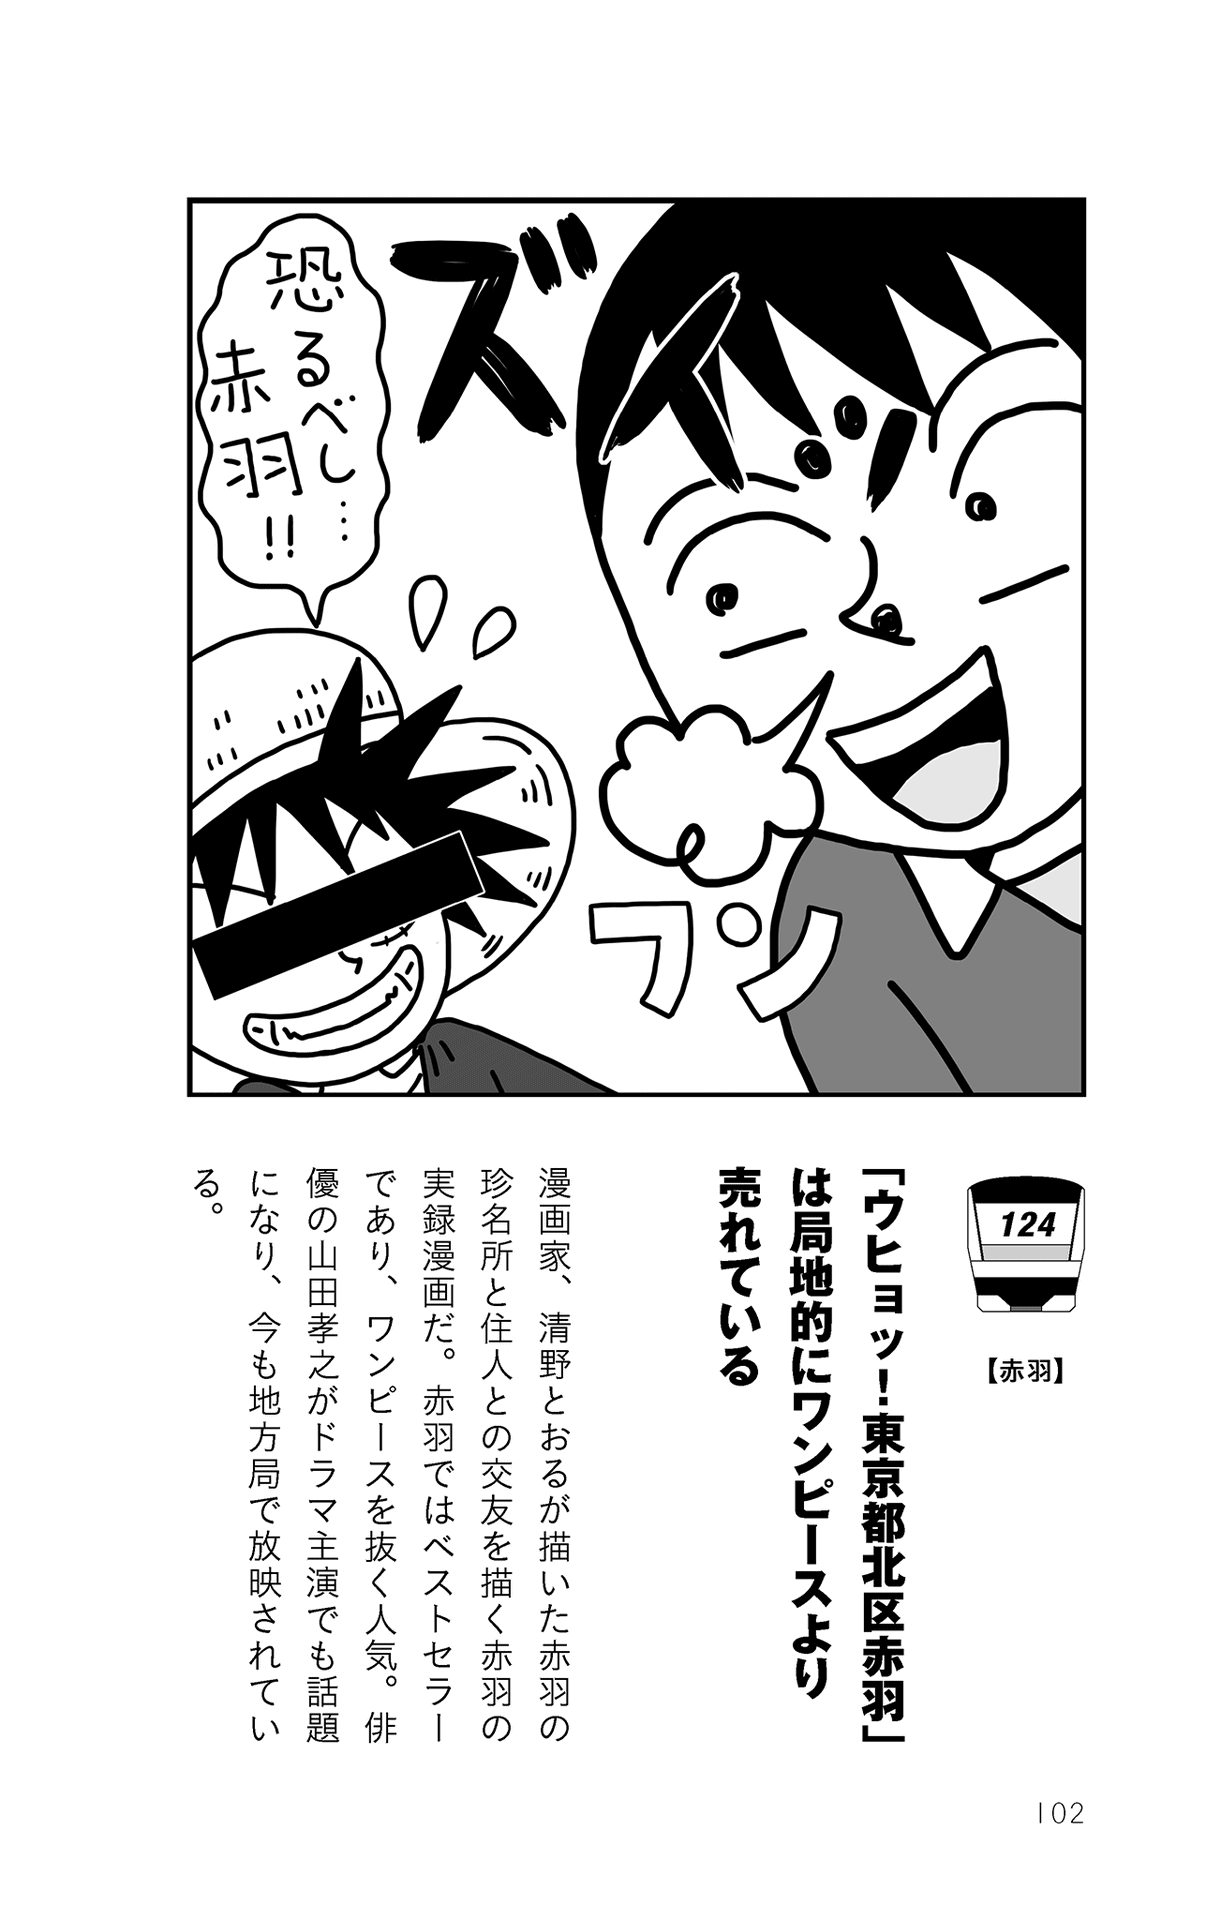 恐るべし…
赤羽!!
ズズーン
プン
124
【赤羽】
「ウヒョッ!東京都北区赤羽」
は局地的にワンピースより
売れている
漫画家、清野とおるが描いた赤羽の
珍名所と住人との交友を描く赤羽の
実録漫画だ。赤羽ではベストセラー
であり、ワンピースを抜く人気。俳
優の山田孝之がドラマ主演でも話題
になり、今も地方局で放映されてい
る。
102